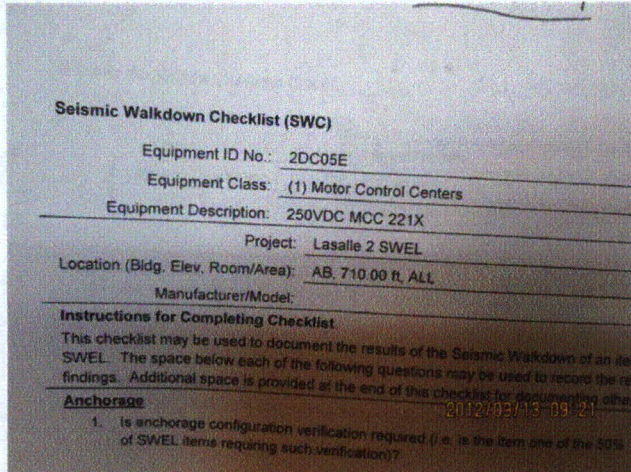 Seismic Walkdown Checklist (SWC)
Equipment ID No.: 2DC05E
Equipment Class: (1) Motor Control Centers
Equipment Description: 250VDC MCC 221X
Project: Lasalle 2 SWEL
Location (Bldg, Elev, Room/Area): AB, 710.00 ft, ALL
Manufacturer/Model:
Instructions for Completing Checklist
This checklist may be used to document the results of the Seismic Walkdown of an ite
SWEL. The space below each of the following questions may be used to record the re
findings. Additional space is provided at the end of this checklist for documenting othe
2012/09/13 09:21
Anchorage
1. Is anchorage configuration verification required (i.e. is the item one of the 50%
of SWEL items requiring such verification)?